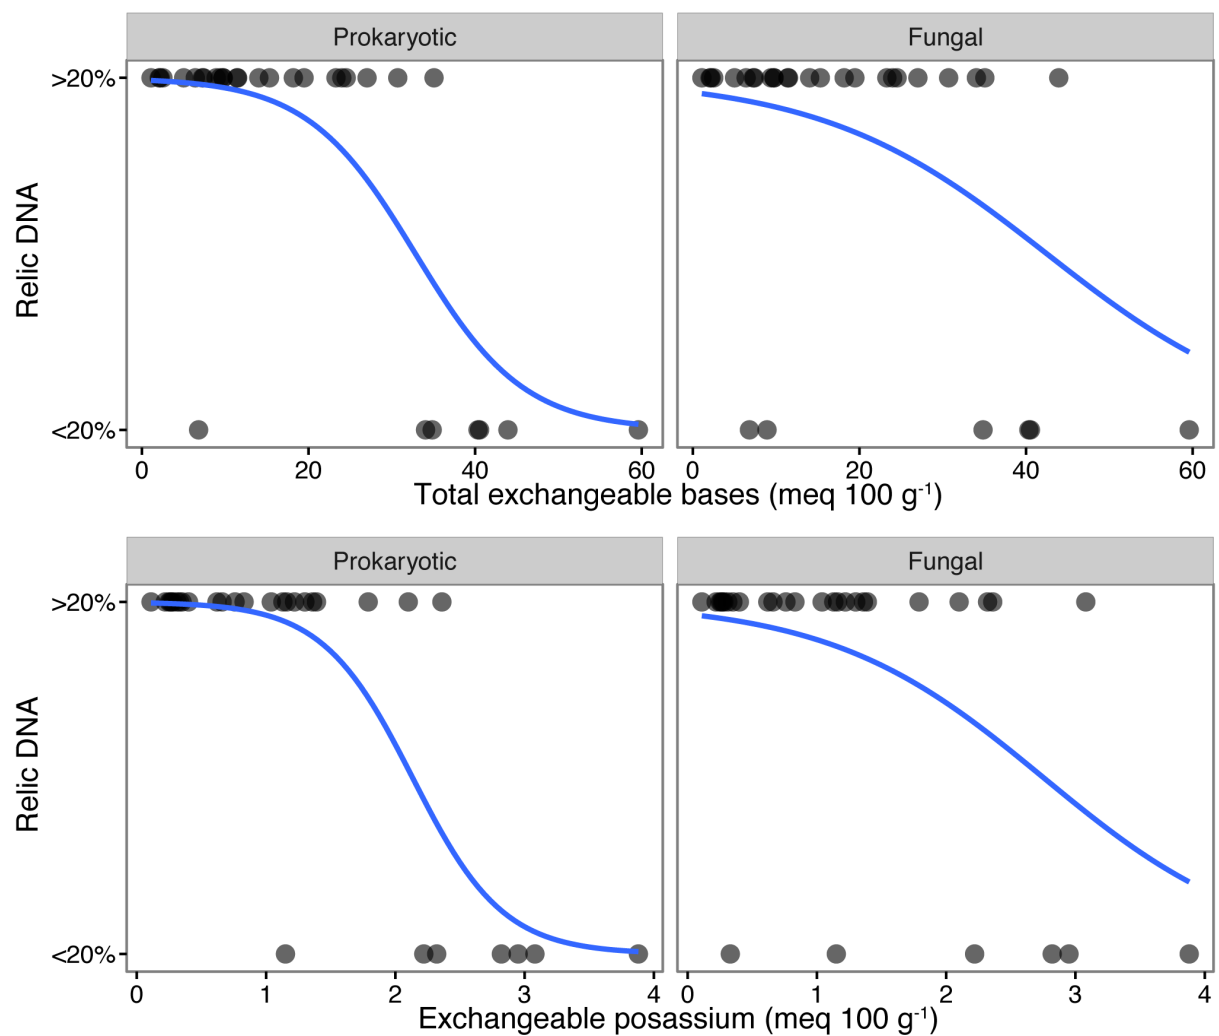 Prokaryotic Fungal
Relic DNA
>20%
<20%
0 20 40 60 0 20 40 60
Total exchangeable bases (meq 100 g⁻¹)
Prokaryotic Fungal
Relic DNA
>20%
<20%
0 1 2 3 4 0 1 2 3 4
Exchangeable posassium (meq 100 g⁻¹)